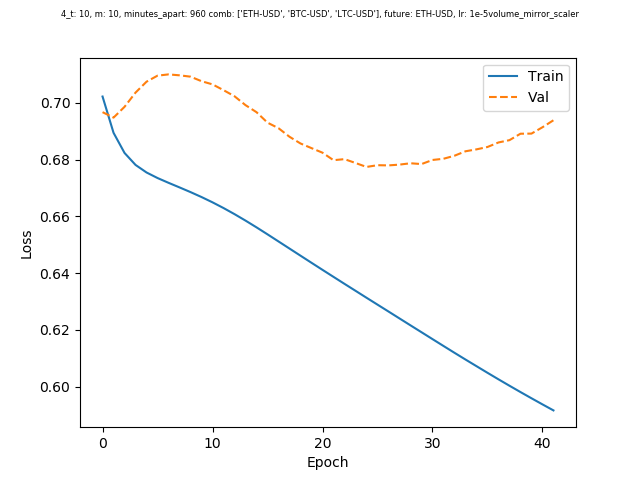 4_t: 10, m: 10, minutes_apart: 960 comb: ['ETH-USD', 'BTC-USD', 'LTC-USD'], future: ETH-USD, lr: 1e-5volume_mirror_scaler
Train
Val
0.70
0.68
0.66
0.64
0.62
0.60
Loss
0
10
20
30
40
Epoch